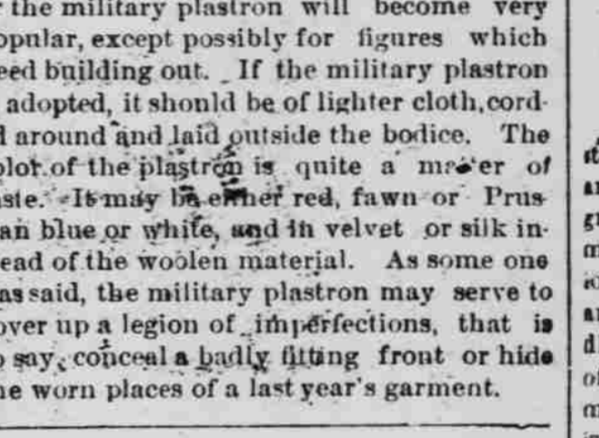 the military plastron will become very
opular, except possibly for figures which
eed building out. If the military plastron
adopted, it should be of lighter cloth, cord-
d around and laid outside the bodice. The
olor of the plastron is quite a matter of
aste. It may be either red, fawn or Prus
an blue or white, and in velvet or silk in-
ead of the woolen material. As some one
as said, the military plastron may serve to
over up a legion of imperfections, that is
o say, conceal a badly fitting front or hide
he worn places of a last year's garment.